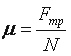 μ = Fтр / N